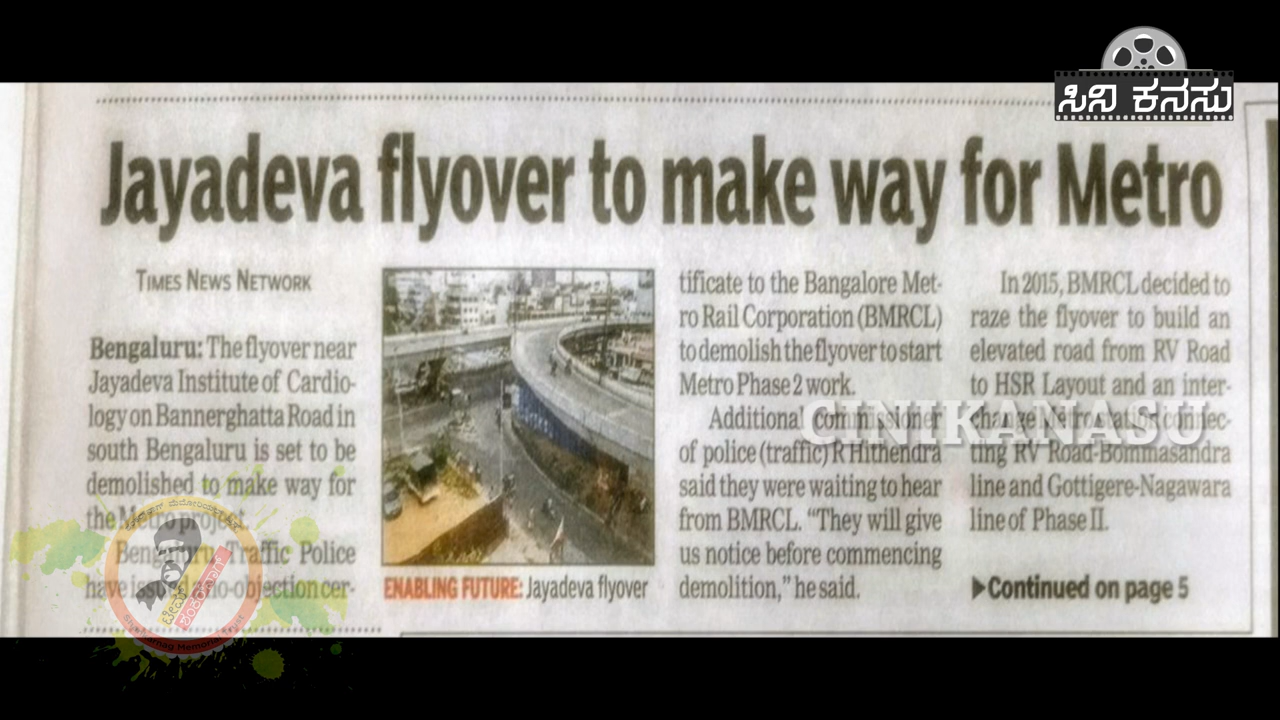 ಸಿನಿ ಕನಸು
Jayadeva flyover to make way for Metro
TIMES NEWS NETWORK
Bengaluru: The flyover near
Jayadeva Institute of Cardio-
logy on Bannerghatta Road in
south Bengaluru is set to be
demolished to make way for
the Metro project.
Bengaluru Traffic Police
have issued a no-objection cer-
ENABLING FUTURE: Jayadeva flyover
tificate to the Bangalore Met-
ro Rail Corporation (BMRCL)
to demolish the flyover to start
Metro Phase 2 work.
Additional commissioner
of police (traffic) R Hithendra
said they were waiting to hear
from BMRCL. “They will give
us notice before commencing
demolition,” he said.
In 2015, BMRCL decided to
raze the flyover to build an
elevated road from RV Road
to HSR Layout and an inter-
change Metro station connec-
ting RV Road-Bommasandra
line and Gottigere-Nagawara
line of Phase II.
▶Continued on page 5
CINIKANASU